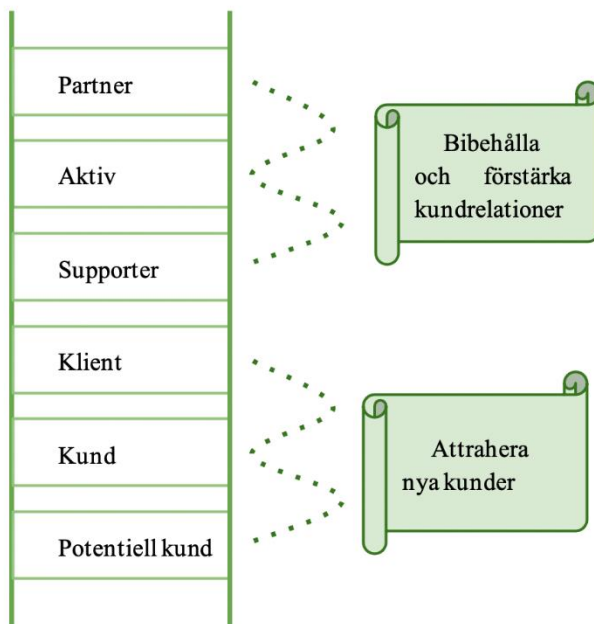 Partner
Aktiv
Supporter
Klient
Kund
Potentiell kund
Bibehålla
och förstärka
kundrelationer
Attrahera
nya kunder